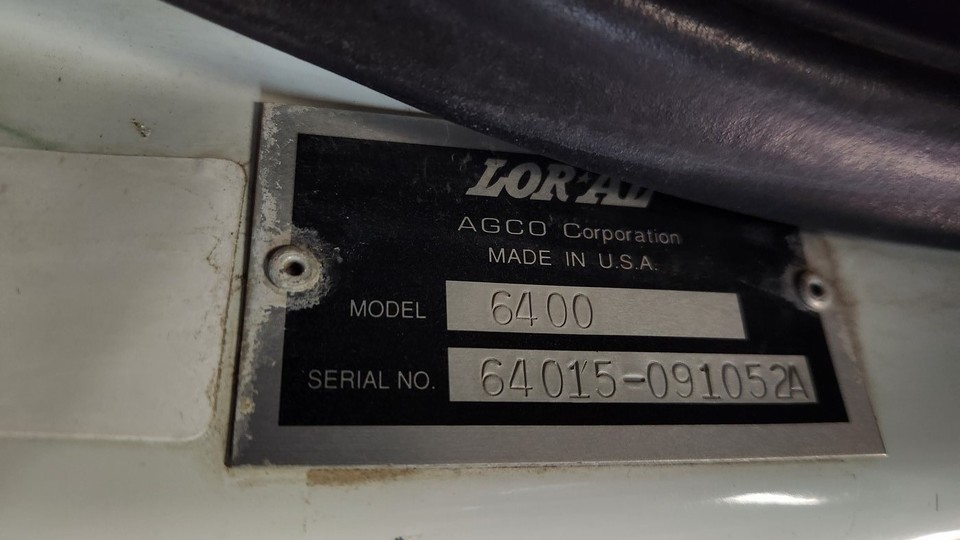 LOR*AL
AGCO Corporation
MADE IN U.S.A.
MODEL 6400
SERIAL NO. 64015-091052A